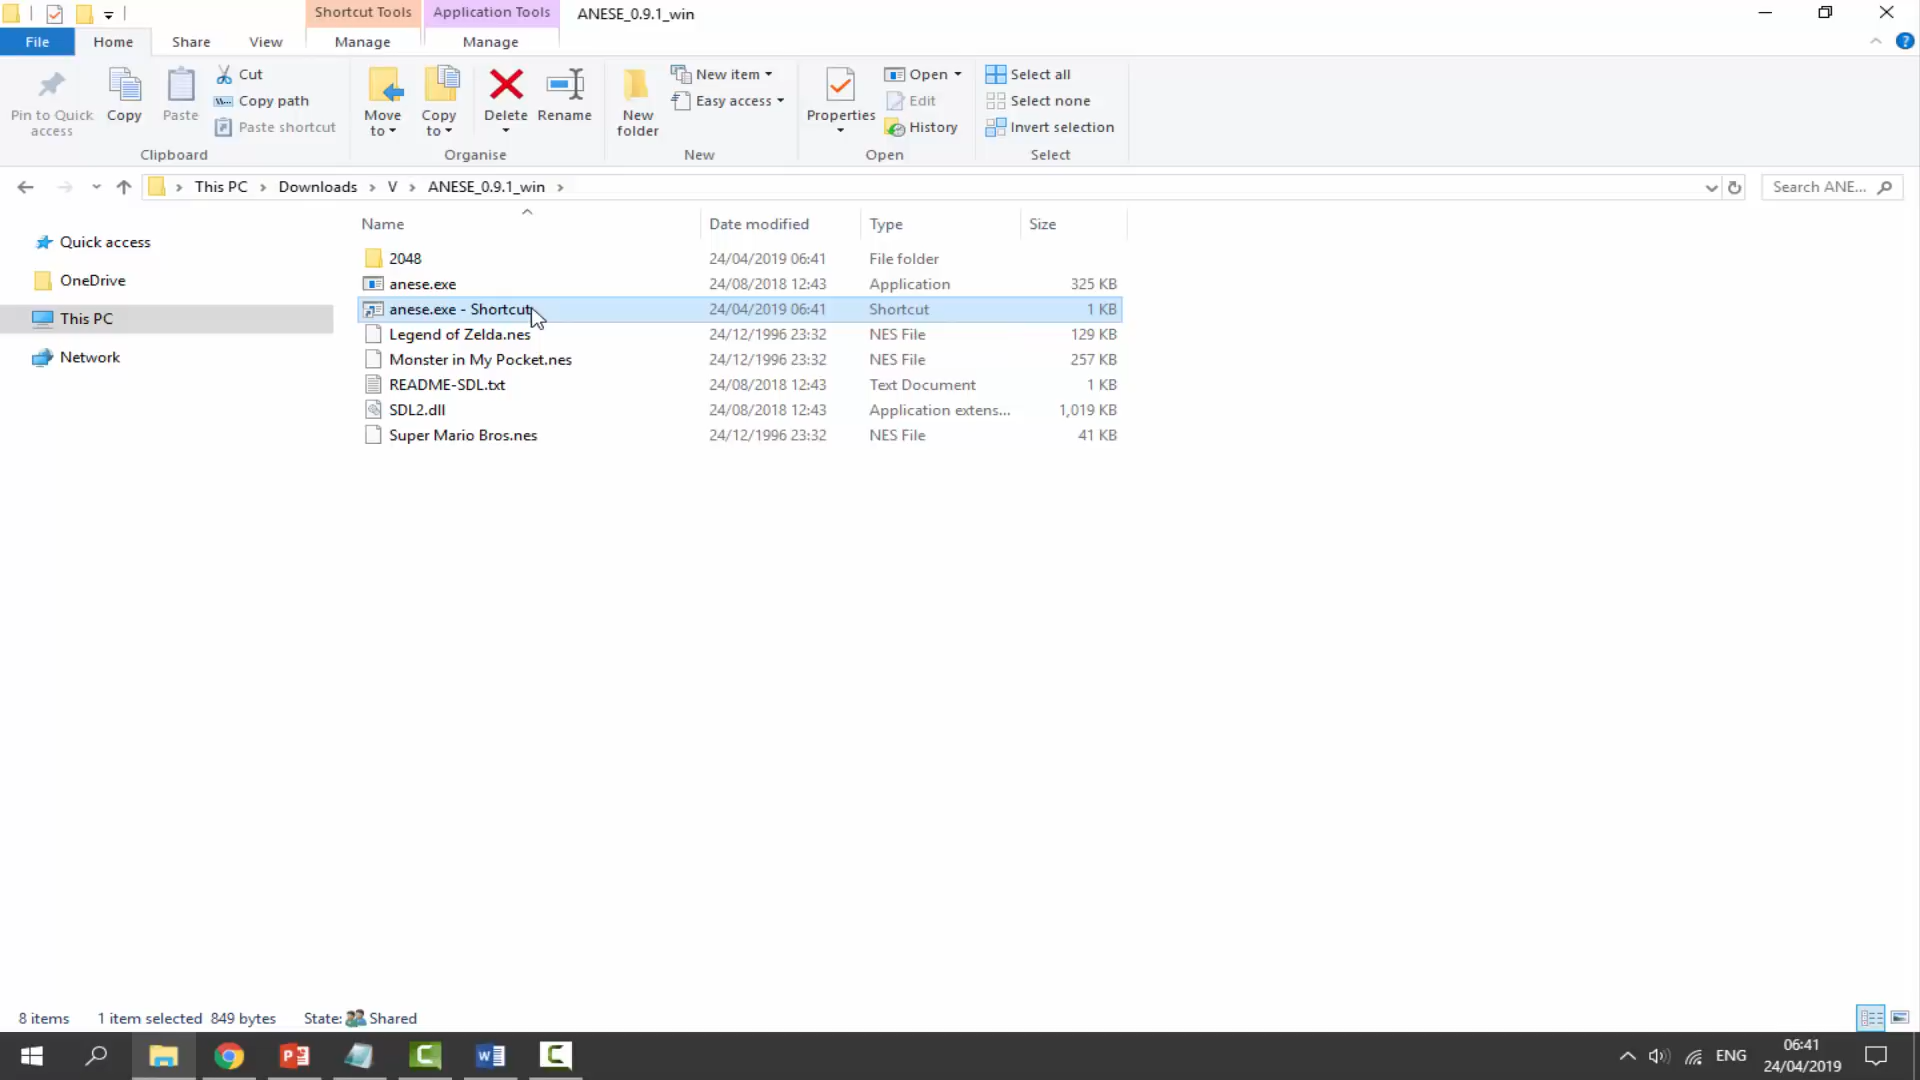 Shortcut Tools
Application Tools
ANESE_0.9.1_win
File
Home
Share
View
Manage
Manage
?
Pin to Quick
access
Copy
Paste
Cut
Copy path
Paste shortcut
Clipboard
Move
to
Copy
to
Delete
Rename
Organise
New
folder
New item
Easy access
New
Properties
Open
Edit
History
Open
Select all
Select none
Invert selection
Select
This PC
Downloads
V
ANESE_0.9.1_win
Search ANE...
Quick access
OneDrive
This PC
Network
Name Date modified Type Size
2048 24/04/2019 06:41 File folder
anese.exe 24/08/2018 12:43 Application 325 KB
anese.exe - Shortcut 24/04/2019 06:41 Shortcut 1 KB
Legend of Zelda.nes 24/12/1996 23:32 NES File 129 KB
Monster in My Pocket.nes 24/12/1996 23:32 NES File 257 KB
README-SDL.txt 24/08/2018 12:43 Text Document 1 KB
SDL2.dll 24/08/2018 12:43 Application extens... 1,019 KB
Super Mario Bros.nes 24/12/1996 23:32 NES File 41 KB
8 items 1 item selected 849 bytes State: Shared
ENG
06:41
24/04/2019